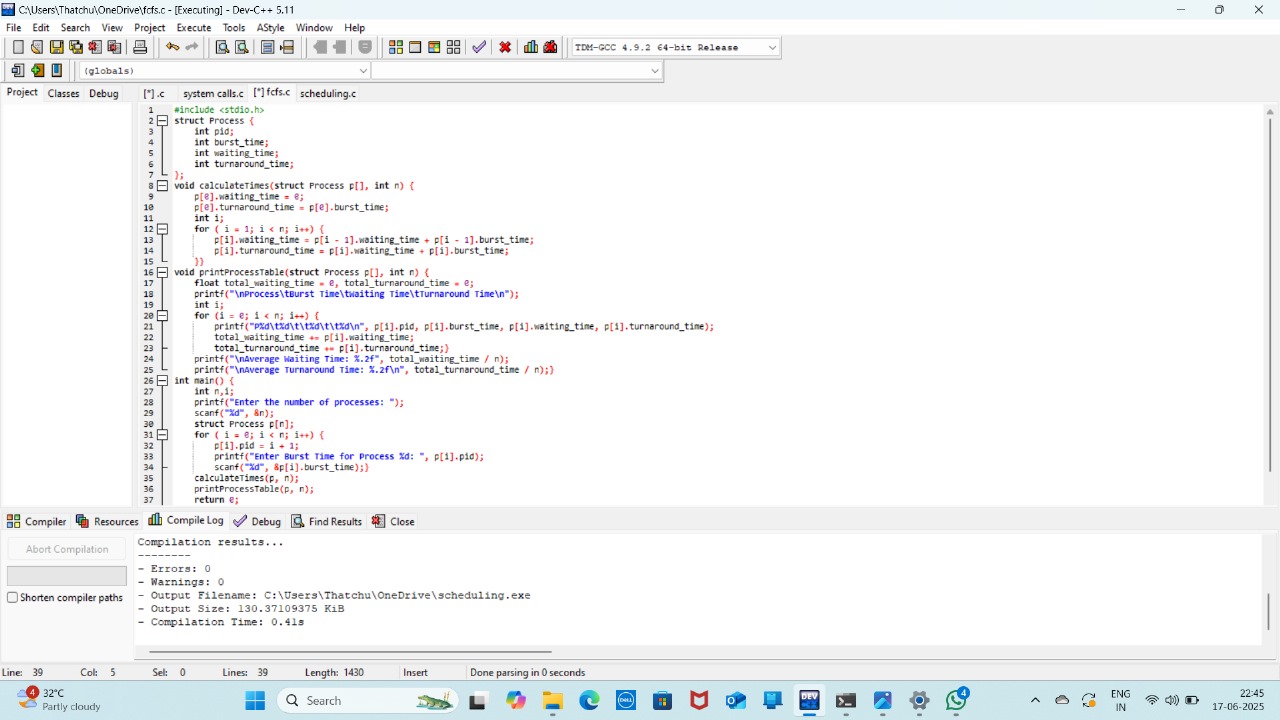 C:\Users\Thatchu\OneDrive\fcfs.c - [Executing] - Dev-C++ 5.11
File Edit Search View Project Execute Tools AStyle Window Help
TDM-GCC 4.9.2 64-bit Release
(globals)
Project Classes Debug [*] .c system calls.c [*] fcfs.c scheduling.c
1 #include <stdio.h>
2 struct Process {
3 int pid;
4 int burst_time;
5 int waiting_time;
6 int turnaround_time;
7 };
8 void calculateTimes(struct Process p[], int n) {
9 p[0].waiting_time = 0;
10 p[0].turnaround_time = p[0].burst_time;
11 int i;
12 for ( i = 1; i < n; i++) {
13 p[i].waiting_time = p[i - 1].waiting_time + p[i - 1].burst_time;
14 p[i].turnaround_time = p[i].waiting_time + p[i].burst_time;
15 }}
16 void printProcessTable(struct Process p[], int n) {
17 float total_waiting_time = 0, total_turnaround_time = 0;
18 printf("\nProcess\tBurst Time\tWaiting Time\tTurnaround Time\n");
19 int i;
20 for (i = 0; i < n; i++) {
21 printf("P%d\t%d\t\t%d\t\t%d\n", p[i].pid, p[i].burst_time, p[i].waiting_time, p[i].turnaround_time);
22 total_waiting_time += p[i].waiting_time;
23 total_turnaround_time += p[i].turnaround_time;}
24 printf("\nAverage Waiting Time: %.2f", total_waiting_time / n);
25 printf("\nAverage Turnaround Time: %.2f\n", total_turnaround_time / n);}
26 int main() {
27 int n,i;
28 printf("Enter the number of processes: ");
29 scanf("%d", &n);
30 struct Process p[n];
31 for ( i = 0; i < n; i++) {
32 p[i].pid = i + 1;
33 printf("Enter Burst Time for Process %d: ", p[i].pid);
34 scanf("%d", &p[i].burst_time);}
35 calculateTimes(p, n);
36 printProcessTable(p, n);
37 return 0;
Compiler Resources Compile Log Debug Find Results Close
Abort Compilation
Shorten compiler paths
Compilation results...
--------
- Errors: 0
- Warnings: 0
- Output Filename: C:\Users\Thatchu\OneDrive\scheduling.exe
- Output Size: 130.37109375 KiB
- Compilation Time: 0.41s
Line: 39 Col: 5 Sel: 0 Lines: 39 Length: 1430 Insert Done parsing in 0 seconds
4 32°C
Partly cloudy
Search
DELL
DEV
4
ENG
IN
22:45
17-06-2025